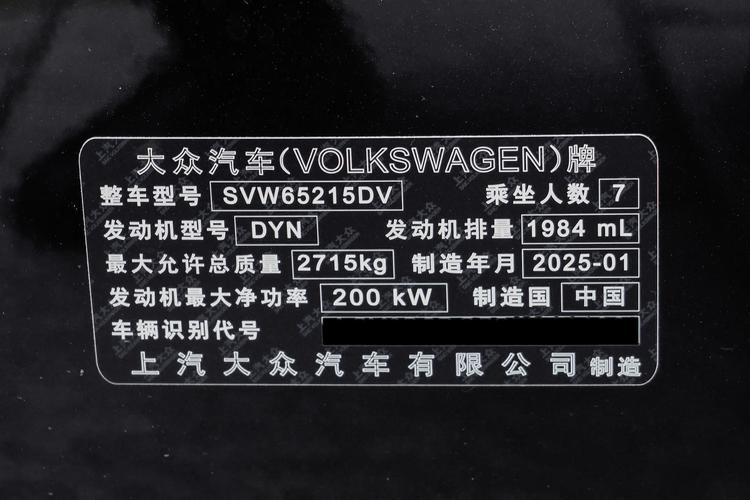 大众汽车(VOLKSWAGEN)牌
整车型号 SVW65215DV 乘坐人数 7
发动机型号 DYN 发动机排量 1984 mL
最大允许总质量 2715kg 制造年月 2025-01
发动机最大净功率 200 kW 制造国 中国
车辆识别代号
上汽大众汽车有限公司 制造